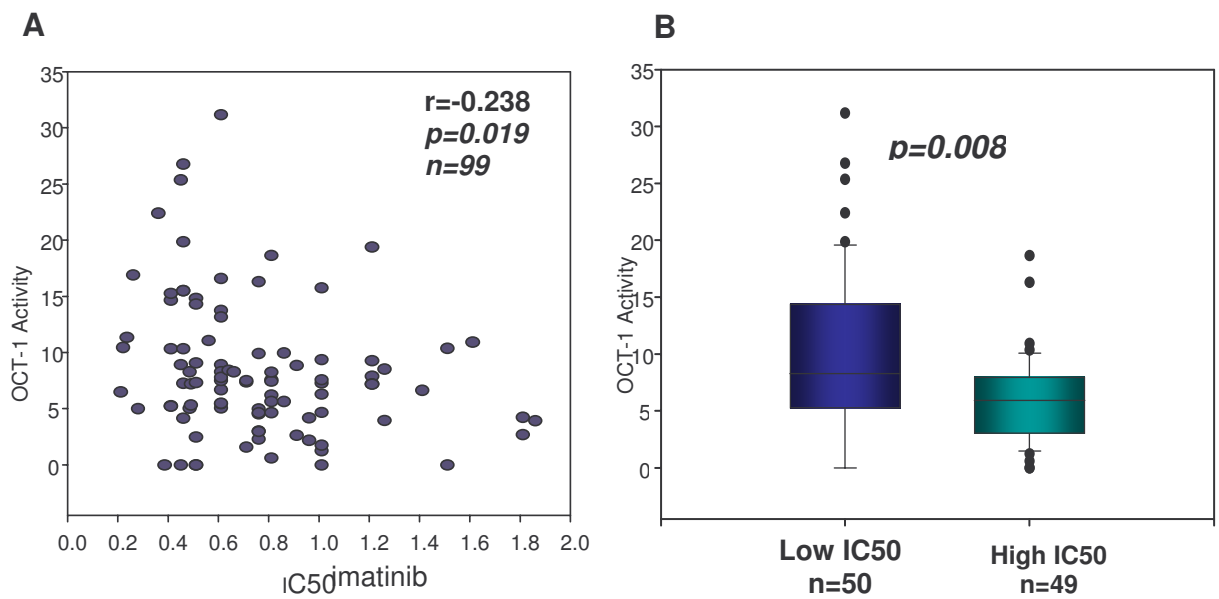 A
35
30
25
20
15
10
5
0
OCT-1 Activity
r=-0.238
p=0.019
n=99
0.0 0.2 0.4 0.6 0.8 1.0 1.2 1.4 1.6 1.8 2.0
IC50imatinib
B
35
30
25
20
15
10
5
0
OCT-1 Activity
p=0.008
Low IC50
n=50
High IC50
n=49